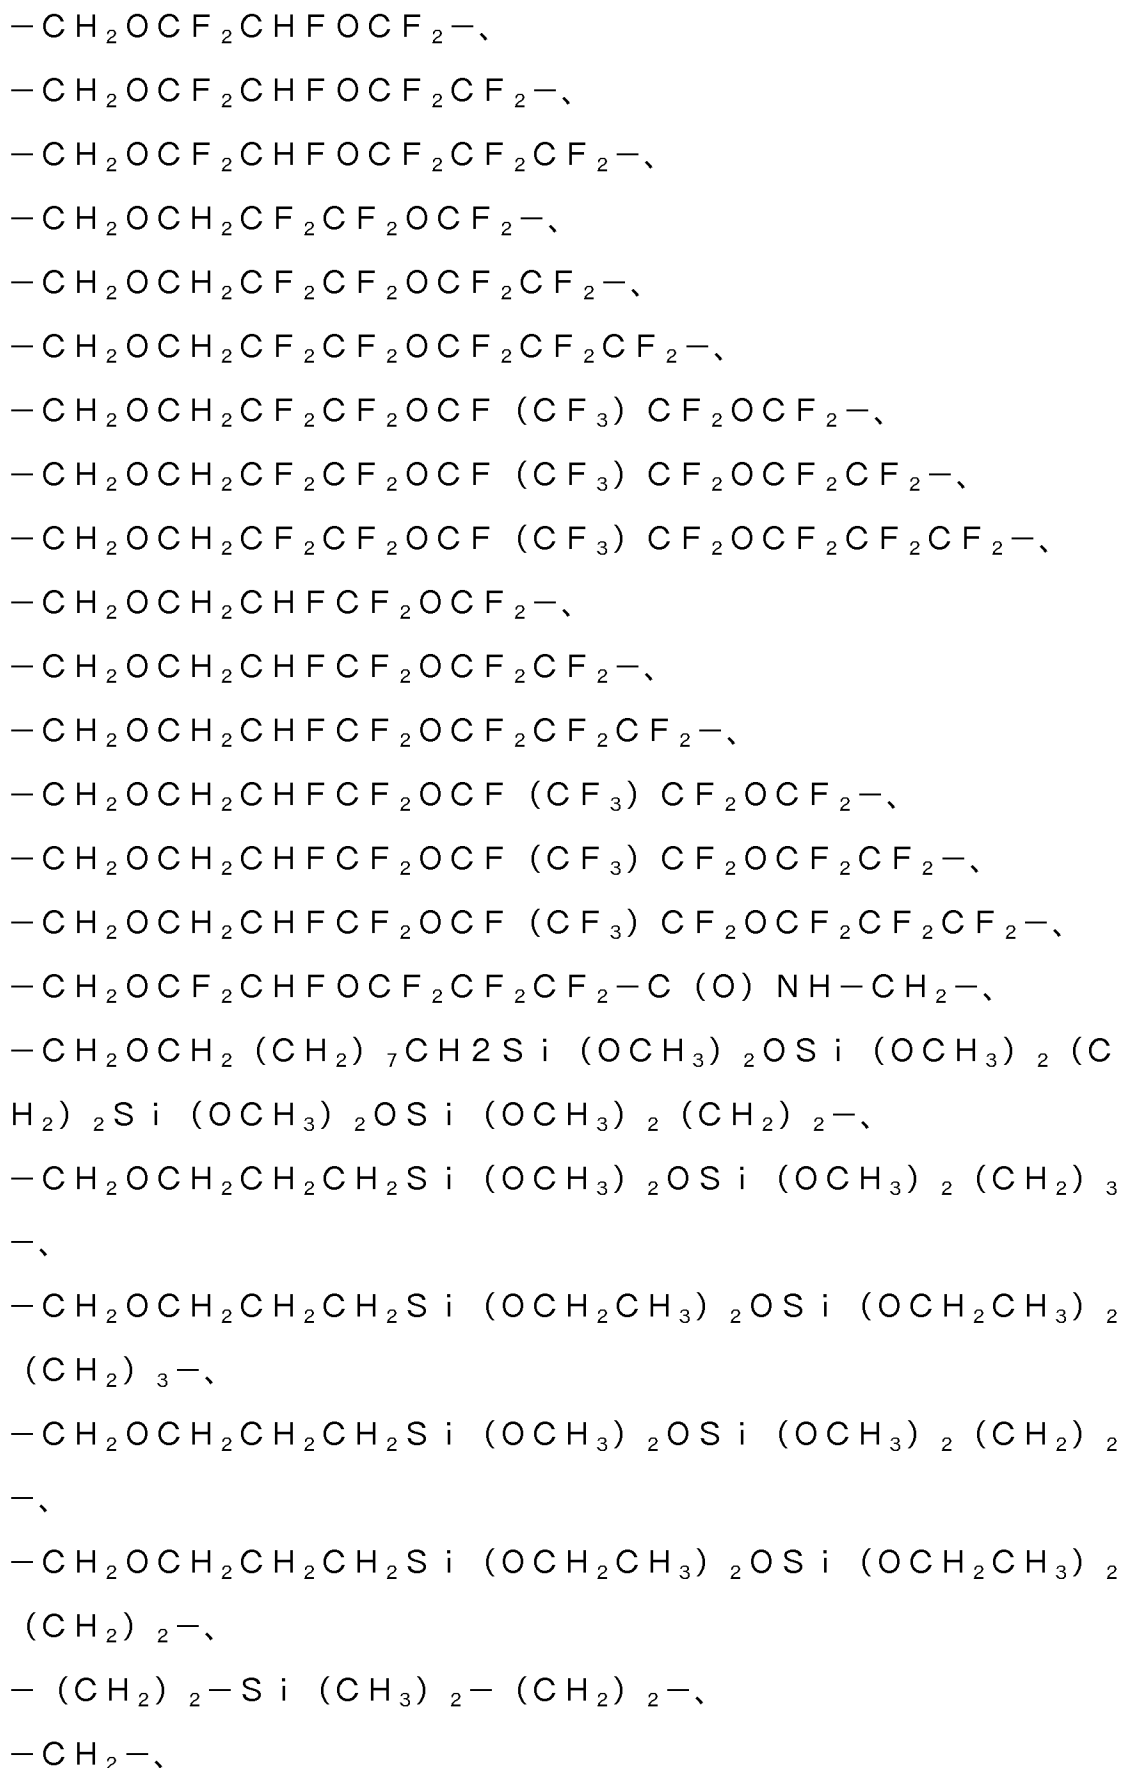 −CH₂OCF₂CHFOCF₂−、
−CH₂OCF₂CHFOCF₂CF₂−、
−CH₂OCF₂CHFOCF₂CF₂CF₂−、
−CH₂OCH₂CF₂CF₂OCF₂−、
−CH₂OCH₂CF₂CF₂OCF₂CF₂−、
−CH₂OCH₂CF₂CF₂OCF₂CF₂CF₂−、
−CH₂OCH₂CF₂CF₂OCF(CF₃)CF₂OCF₂−、
−CH₂OCH₂CF₂CF₂OCF(CF₃)CF₂OCF₂CF₂−、
−CH₂OCH₂CF₂CF₂OCF(CF₃)CF₂OCF₂CF₂CF₂−、
−CH₂OCH₂CHFCF₂OCF₂−、
−CH₂OCH₂CHFCF₂OCF₂CF₂−、
−CH₂OCH₂CHFCF₂OCF₂CF₂CF₂−、
−CH₂OCH₂CHFCF₂OCF(CF₃)CF₂OCF₂−、
−CH₂OCH₂CHFCF₂OCF(CF₃)CF₂OCF₂CF₂−、
−CH₂OCH₂CHFCF₂OCF(CF₃)CF₂OCF₂CF₂CF₂−、
−CH₂OCF₂CHFOCF₂CF₂CF₂−C(O)NH−CH₂−、
−CH₂OCH₂(CH₂)₇CH2Si(OCH₃)₂OSi(OCH₃)₂(C
H₂)₂Si(OCH₃)₂OSi(OCH₃)₂(CH₂)₂−、
−CH₂OCH₂CH₂CH₂Si(OCH₃)₂OSi(OCH₃)₂(CH₂)₃
−、
−CH₂OCH₂CH₂CH₂Si(OCH₂CH₃)₂OSi(OCH₂CH₃)₂
(CH₂)₃−、
−CH₂OCH₂CH₂CH₂Si(OCH₃)₂OSi(OCH₃)₂(CH₂)₂
−、
−CH₂OCH₂CH₂CH₂Si(OCH₂CH₃)₂OSi(OCH₂CH₃)₂
(CH₂)₂−、
−(CH₂)₂−Si(CH₃)₂−(CH₂)₂−、
−CH₂−、